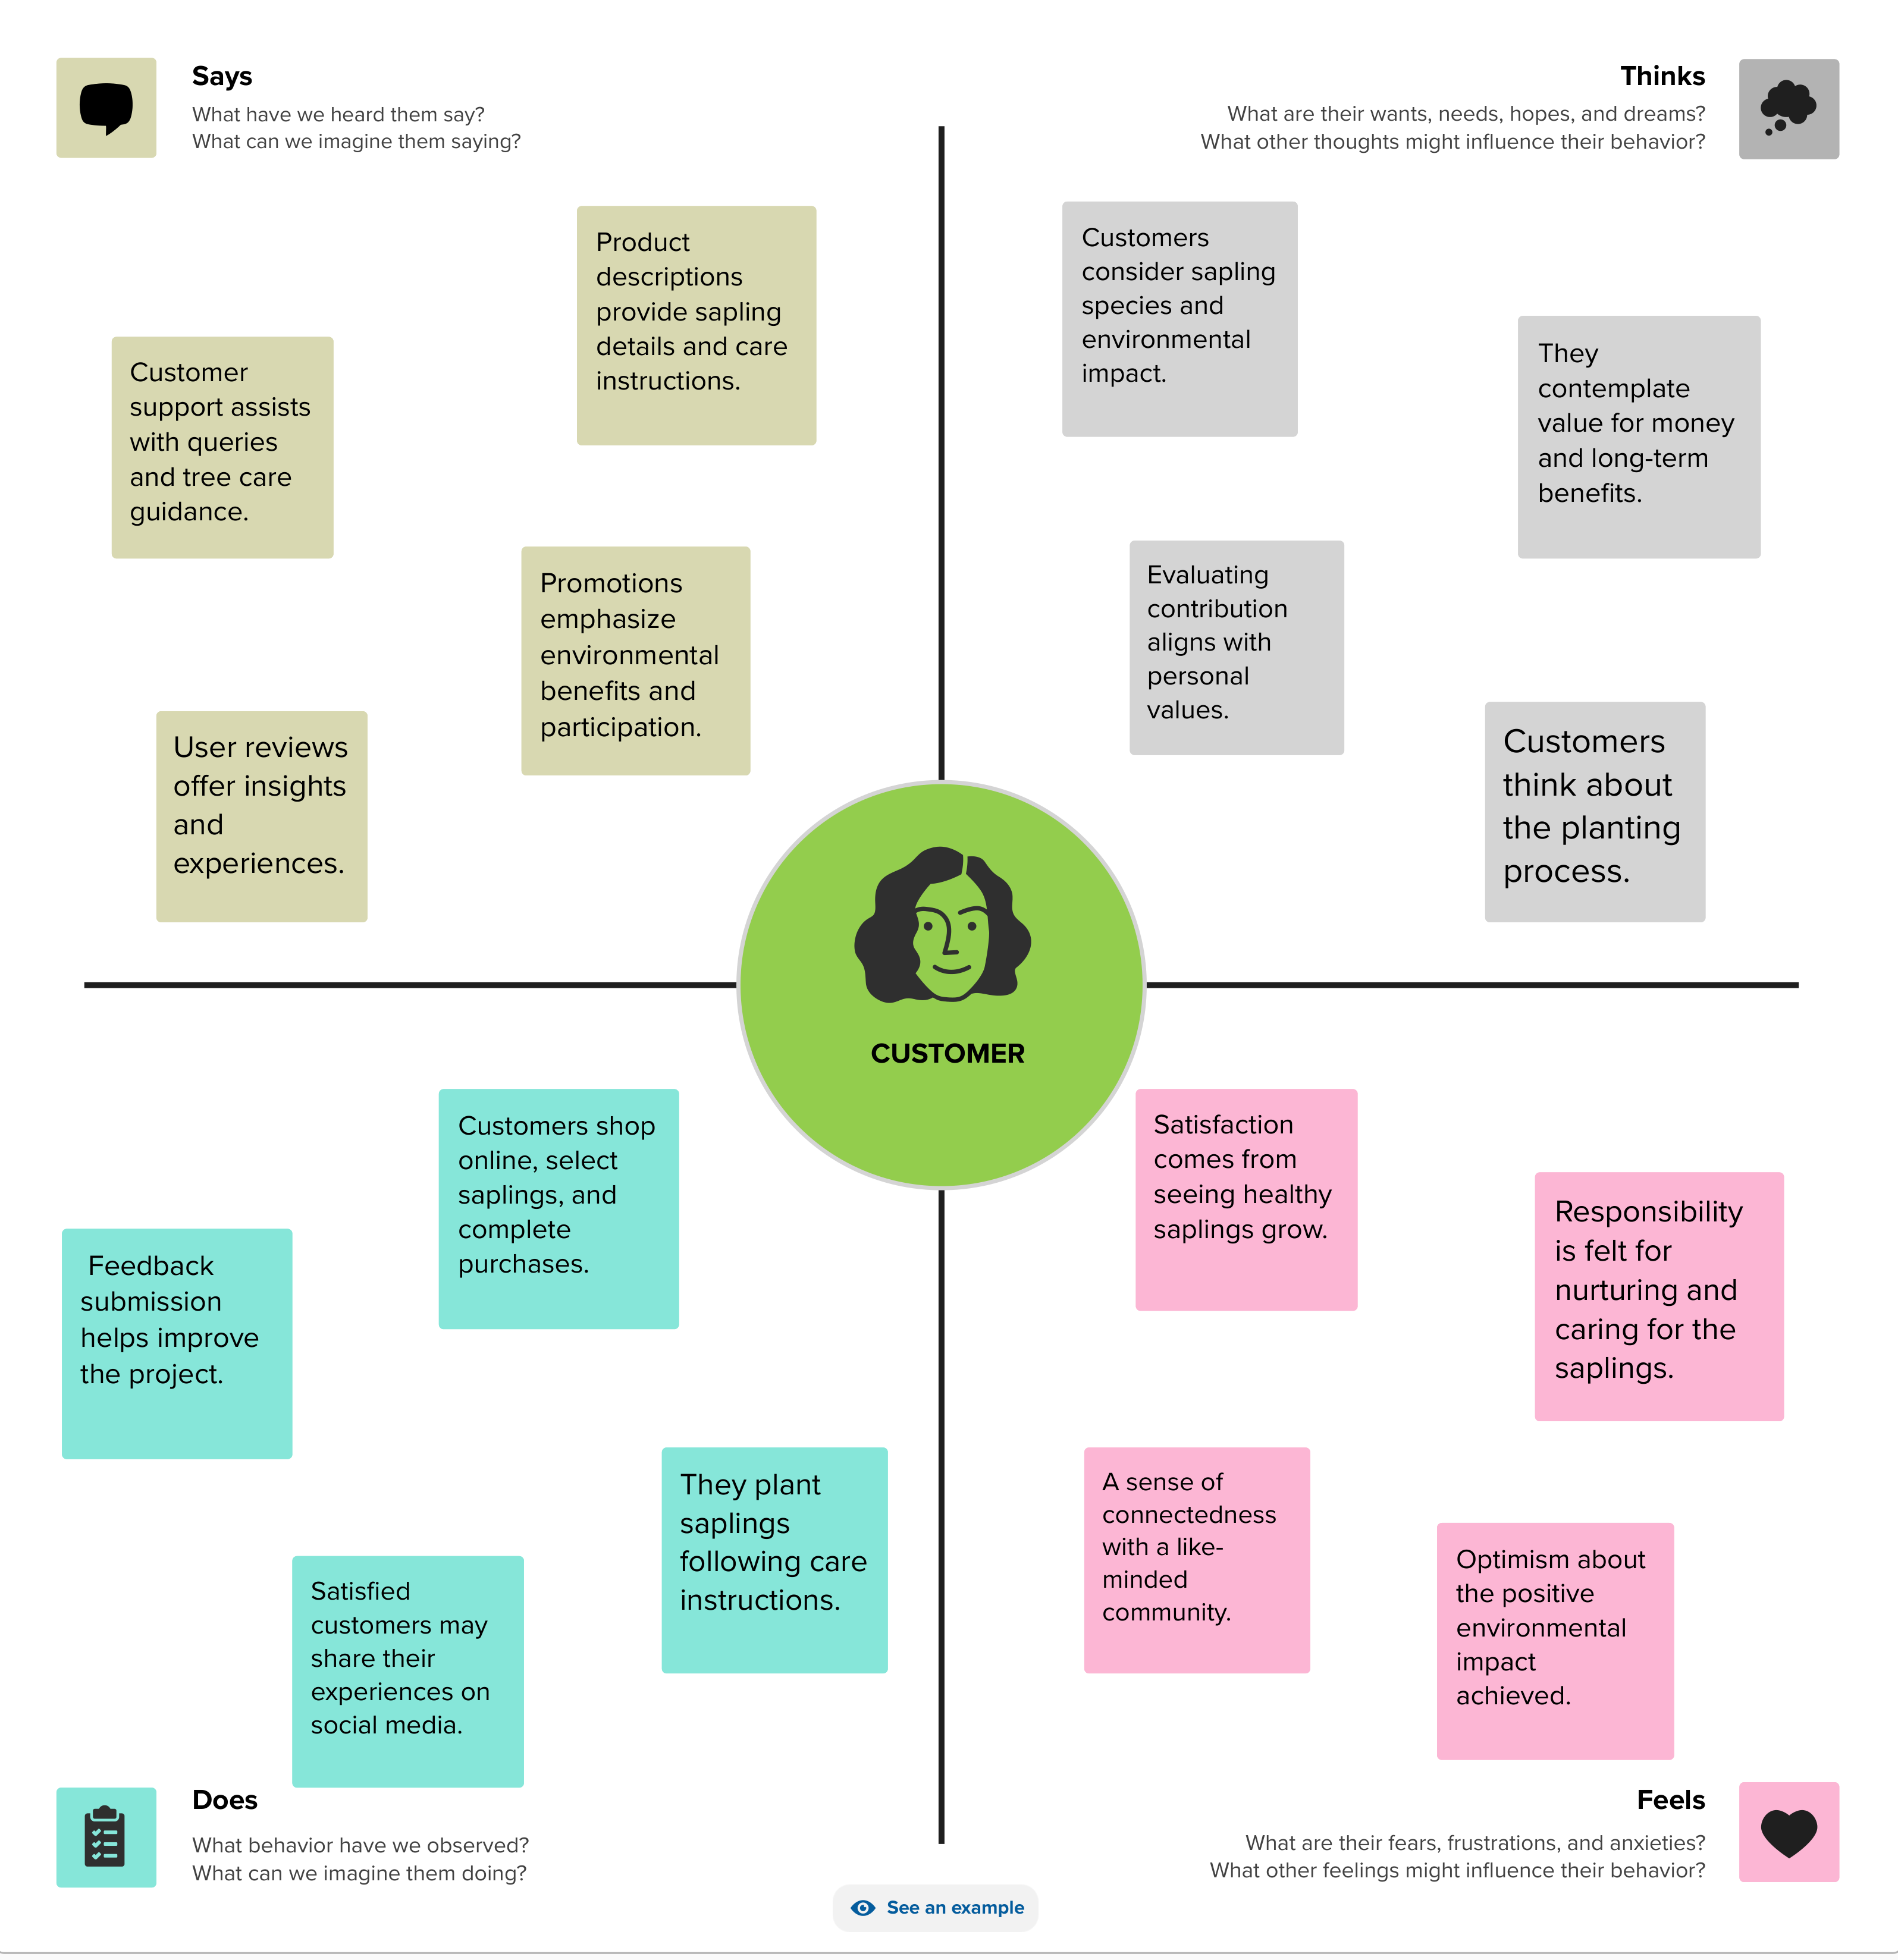 Says
What have we heard them say?
What can we imagine them saying?
Thinks
What are their wants, needs, hopes, and dreams?
What other thoughts might influence their behavior?
Product
descriptions
provide sapling
details and care
instructions.
Customer
support assists
with queries
and tree care
guidance.
Promotions
emphasize
environmental
benefits and
participation.
User reviews
offer insights
and
experiences.
Customers
consider sapling
species and
environmental
impact.
They
contemplate
value for money
and long-term
benefits.
Evaluating
contribution
aligns with
personal
values.
Customers
think about
the planting
process.
CUSTOMER
Customers shop
online, select
saplings, and
complete
purchases.
Feedback
submission
helps improve
the project.
They plant
saplings
following care
instructions.
Satisfied
customers may
share their
experiences on
social media.
Satisfaction
comes from
seeing healthy
saplings grow.
Responsibility
is felt for
nurturing and
caring for the
saplings.
A sense of
connectedness
with a like-
minded
community.
Optimism about
the positive
environmental
impact
achieved.
Does
What behavior have we observed?
What can we imagine them doing?
Feels
What are their fears, frustrations, and anxieties?
What other feelings might influence their behavior?
See an example